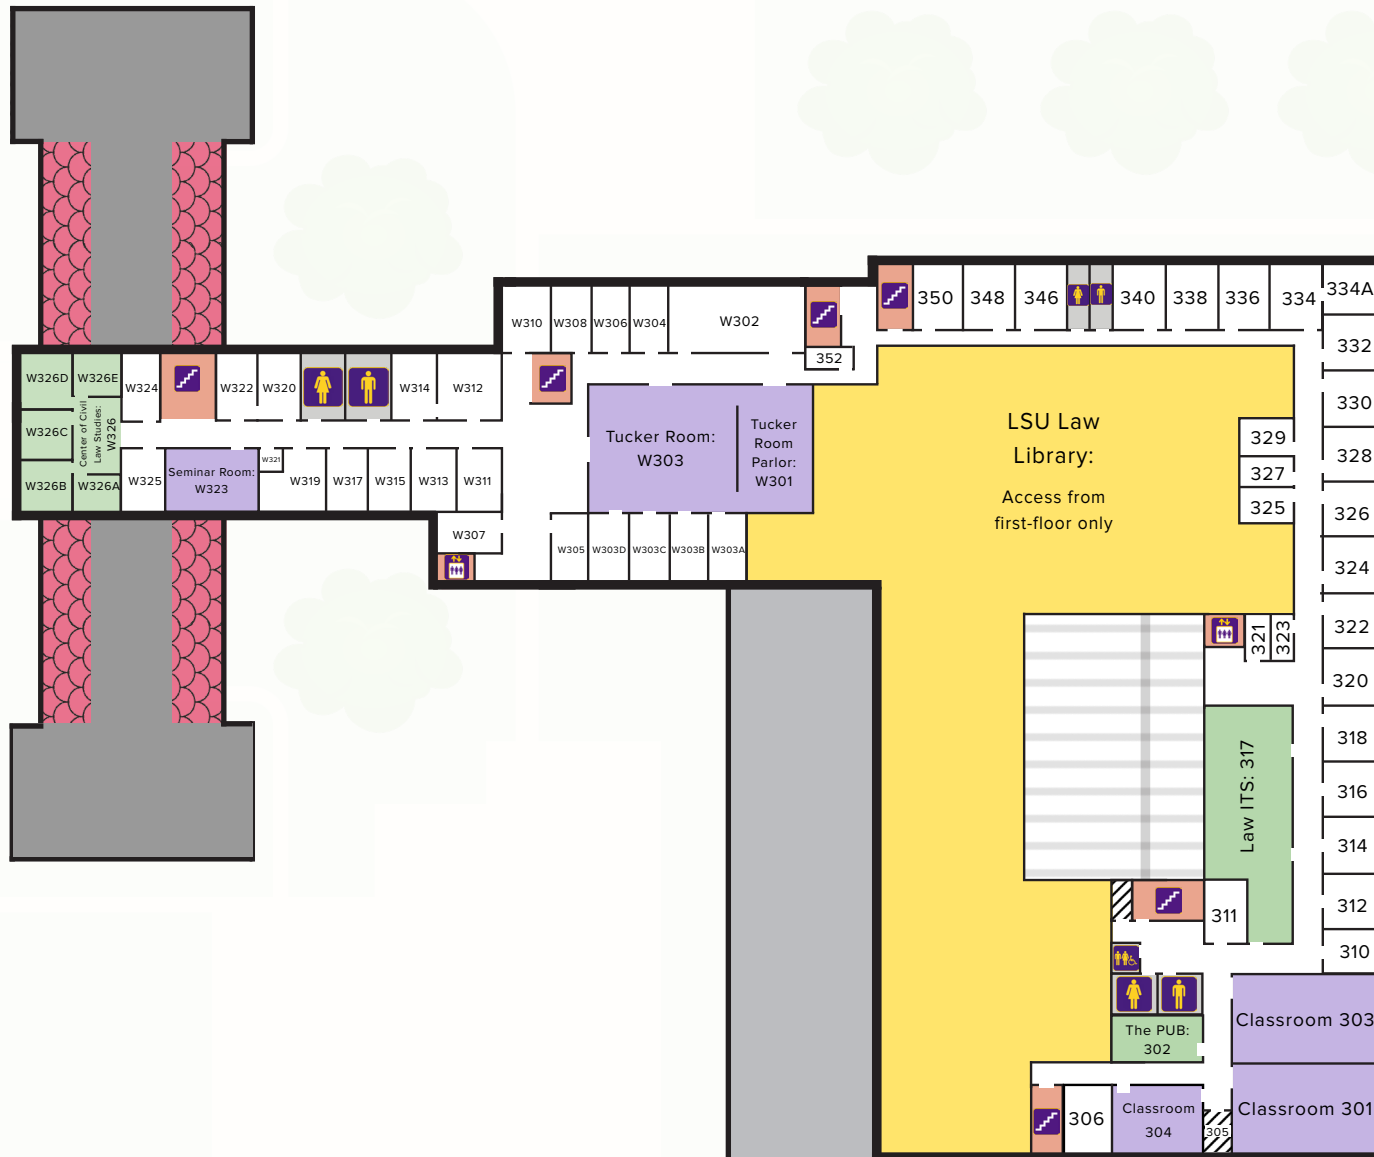 350
348
346
340
338
336
334
334A
W310
W308
W306
W304
W302
352
332
W326D
W326E
W324
W322
W320
W314
W312
330
W326C
Center of Civil
Law Studies:
W326
Tucker Room:
W303
Tucker
Room
Parlor:
W301
LSU Law
Library:
Access from
first-floor only
329
327
325
328
W326B
W326A
W325
Seminar Room:
W323
W321
W319
W317
W315
W313
W311
326
W307
W305
W303D
W303C
W303B
W303A
324
321
323
322
320
318
Law ITS: 317
316
314
311
312
310
The PUB:
302
Classroom 303
306
Classroom
304
305
Classroom 301